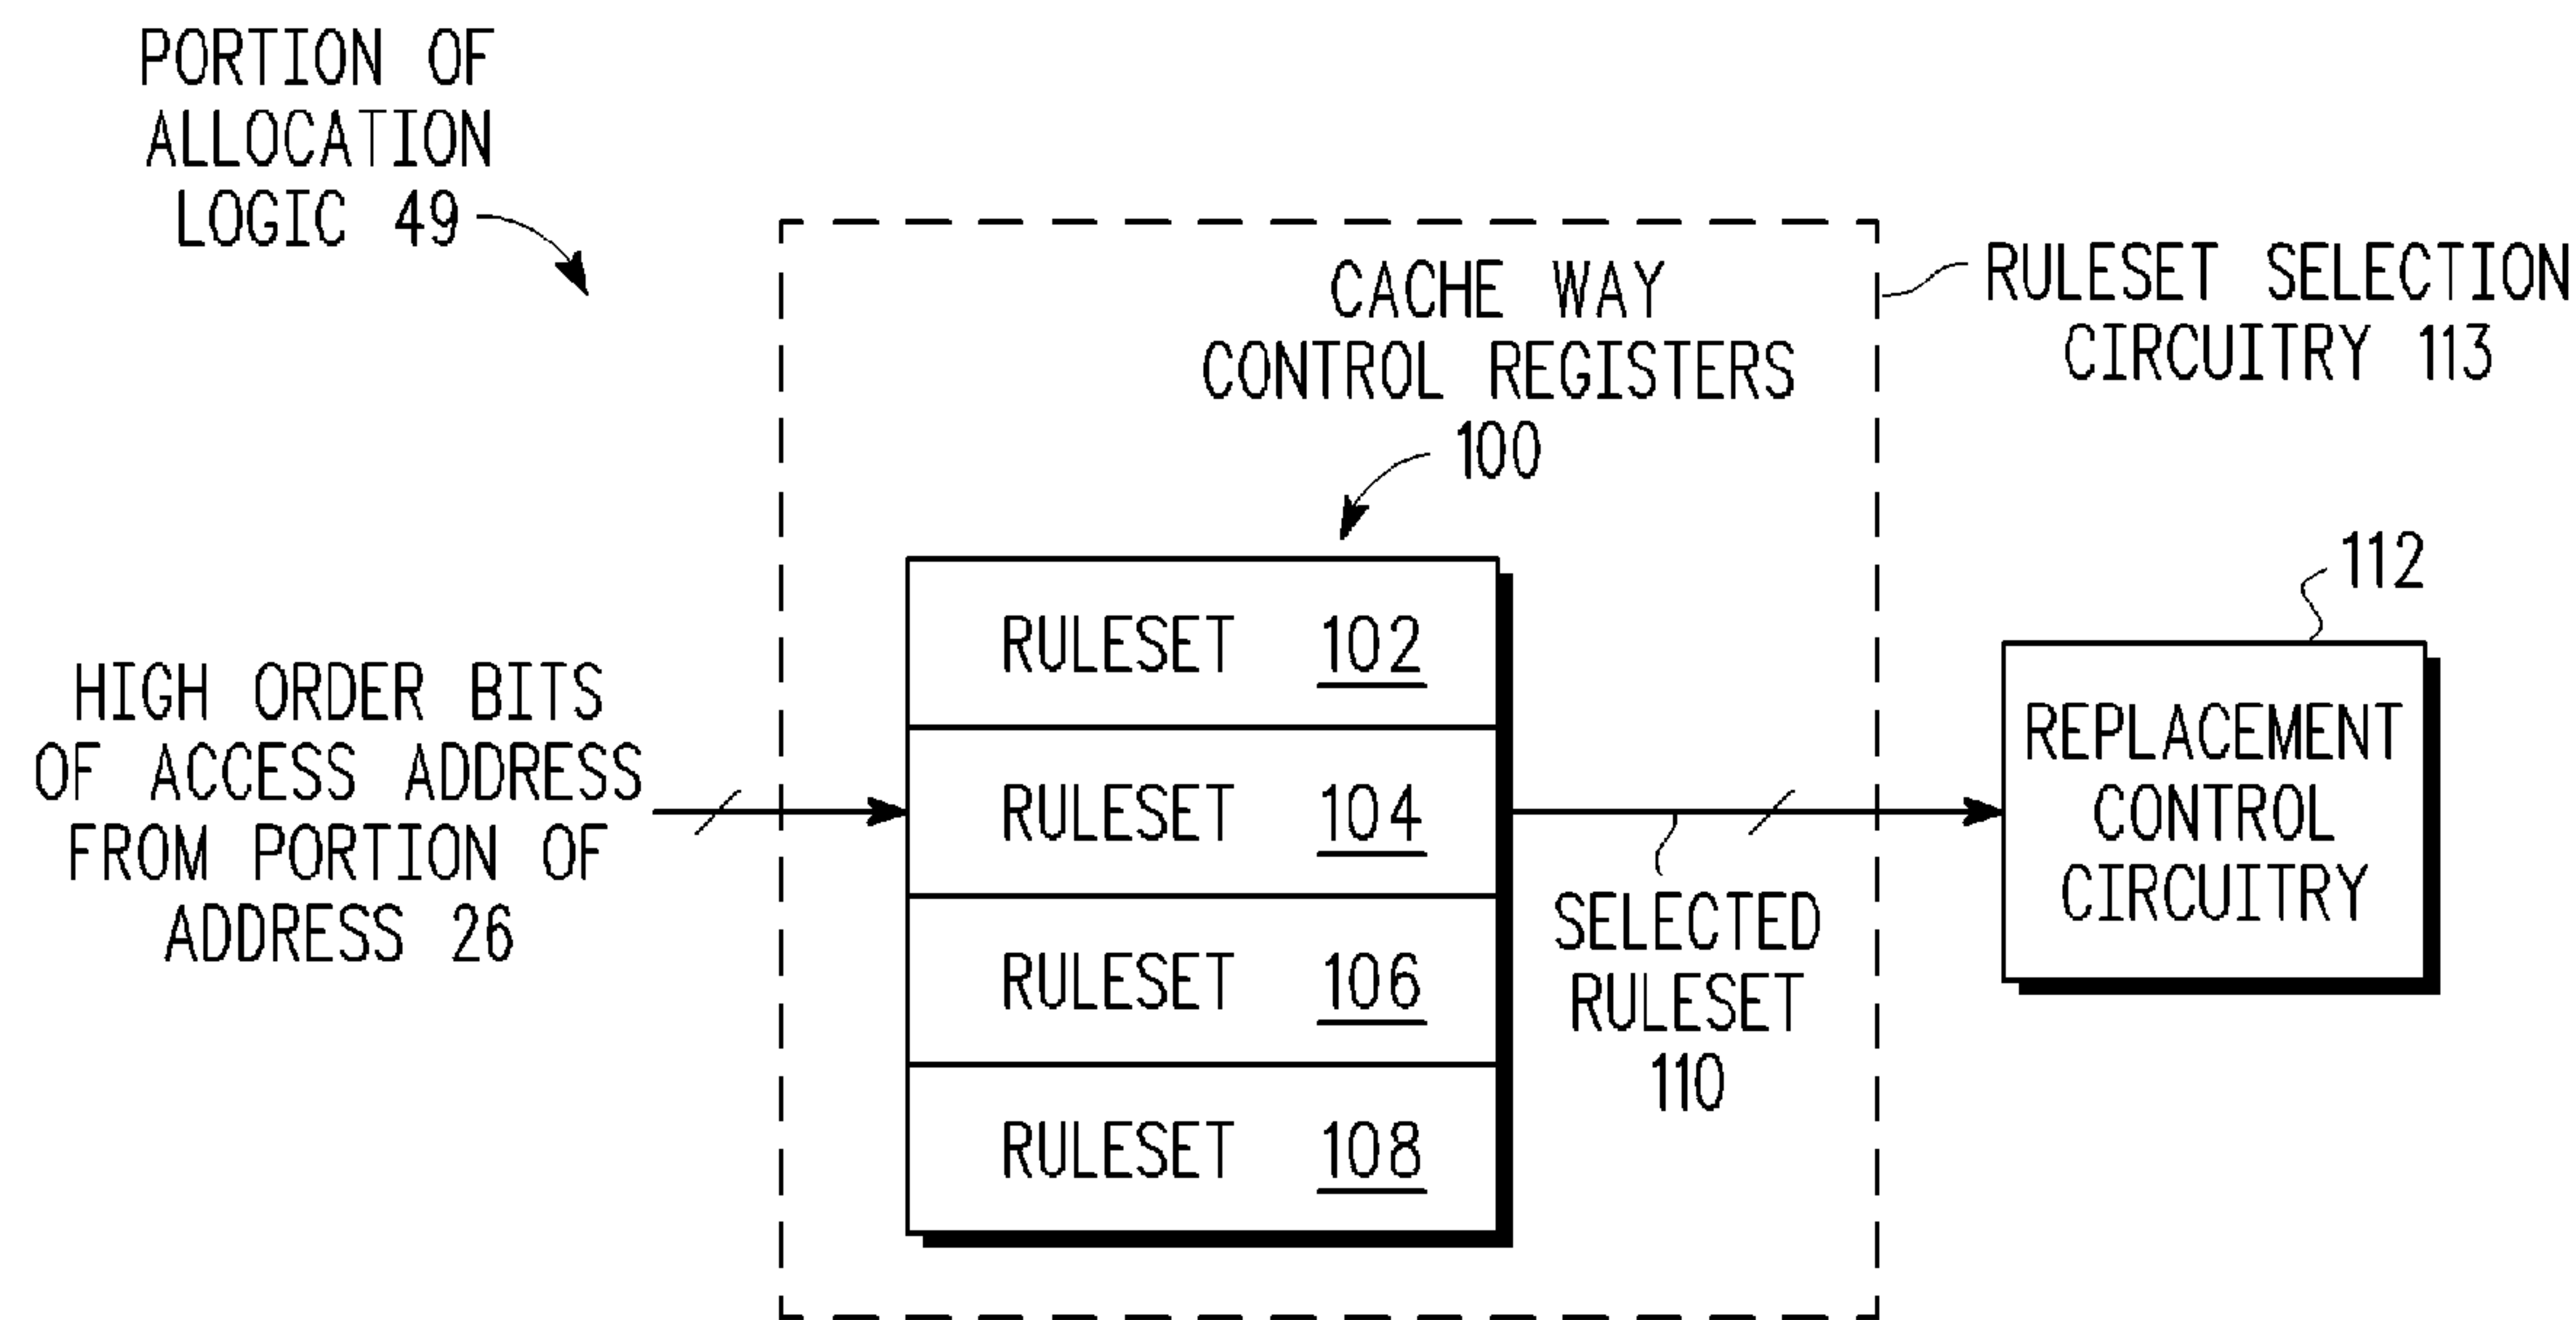 PORTION OF
ALLOCATION
LOGIC 49
CACHE WAY
CONTROL REGISTERS
100
RULESET SELECTION
CIRCUITRY 113
112
HIGH ORDER BITS
OF ACCESS ADDRESS
FROM PORTION OF
ADDRESS 26
RULESET 102
RULESET 104
RULESET 106
RULESET 108
SELECTED
RULESET
110
REPLACEMENT
CONTROL
CIRCUITRY